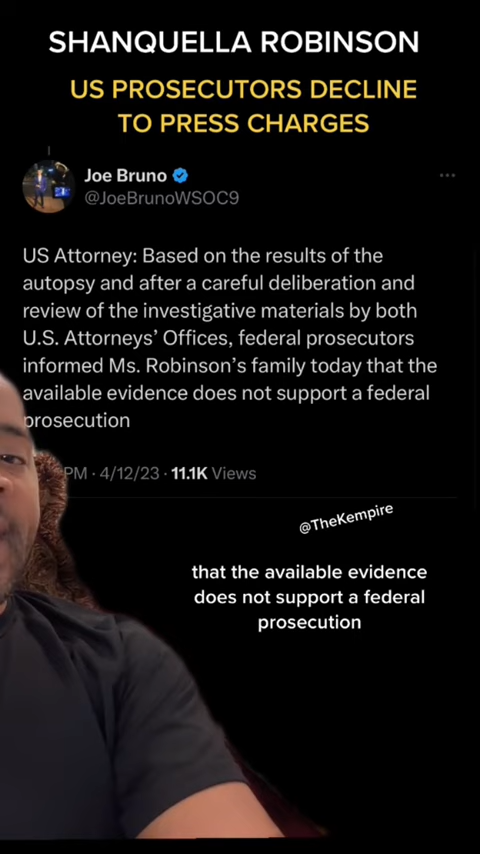 SHANQUELLA ROBINSON
US PROSECUTORS DECLINE
TO PRESS CHARGES
Joe Bruno
@JoeBrunoWSOC9
US Attorney: Based on the results of the
autopsy and after a careful deliberation and
review of the investigative materials by both
U.S. Attorneys’ Offices, federal prosecutors
informed Ms. Robinson’s family today that the
available evidence does not support a federal
prosecution
PM · 4/12/23 · 11.1K Views
@TheKempire
that the available evidence
does not support a federal
prosecution